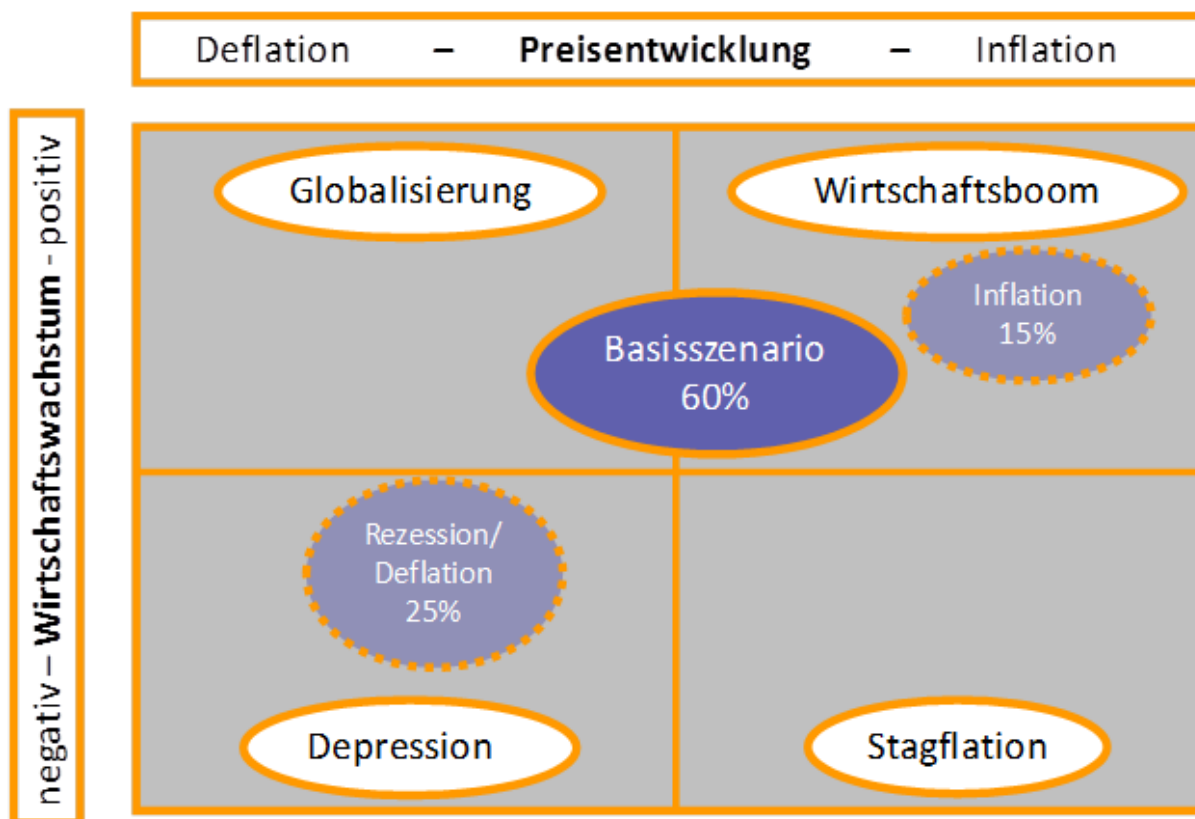 Deflation – Preisentwicklung – Inflation
negativ – Wirtschaftswachstum - positiv
Globalisierung
Wirtschaftsboom
Inflation
15%
Basisszenario
60%
Rezession/
Deflation
25%
Depression
Stagflation